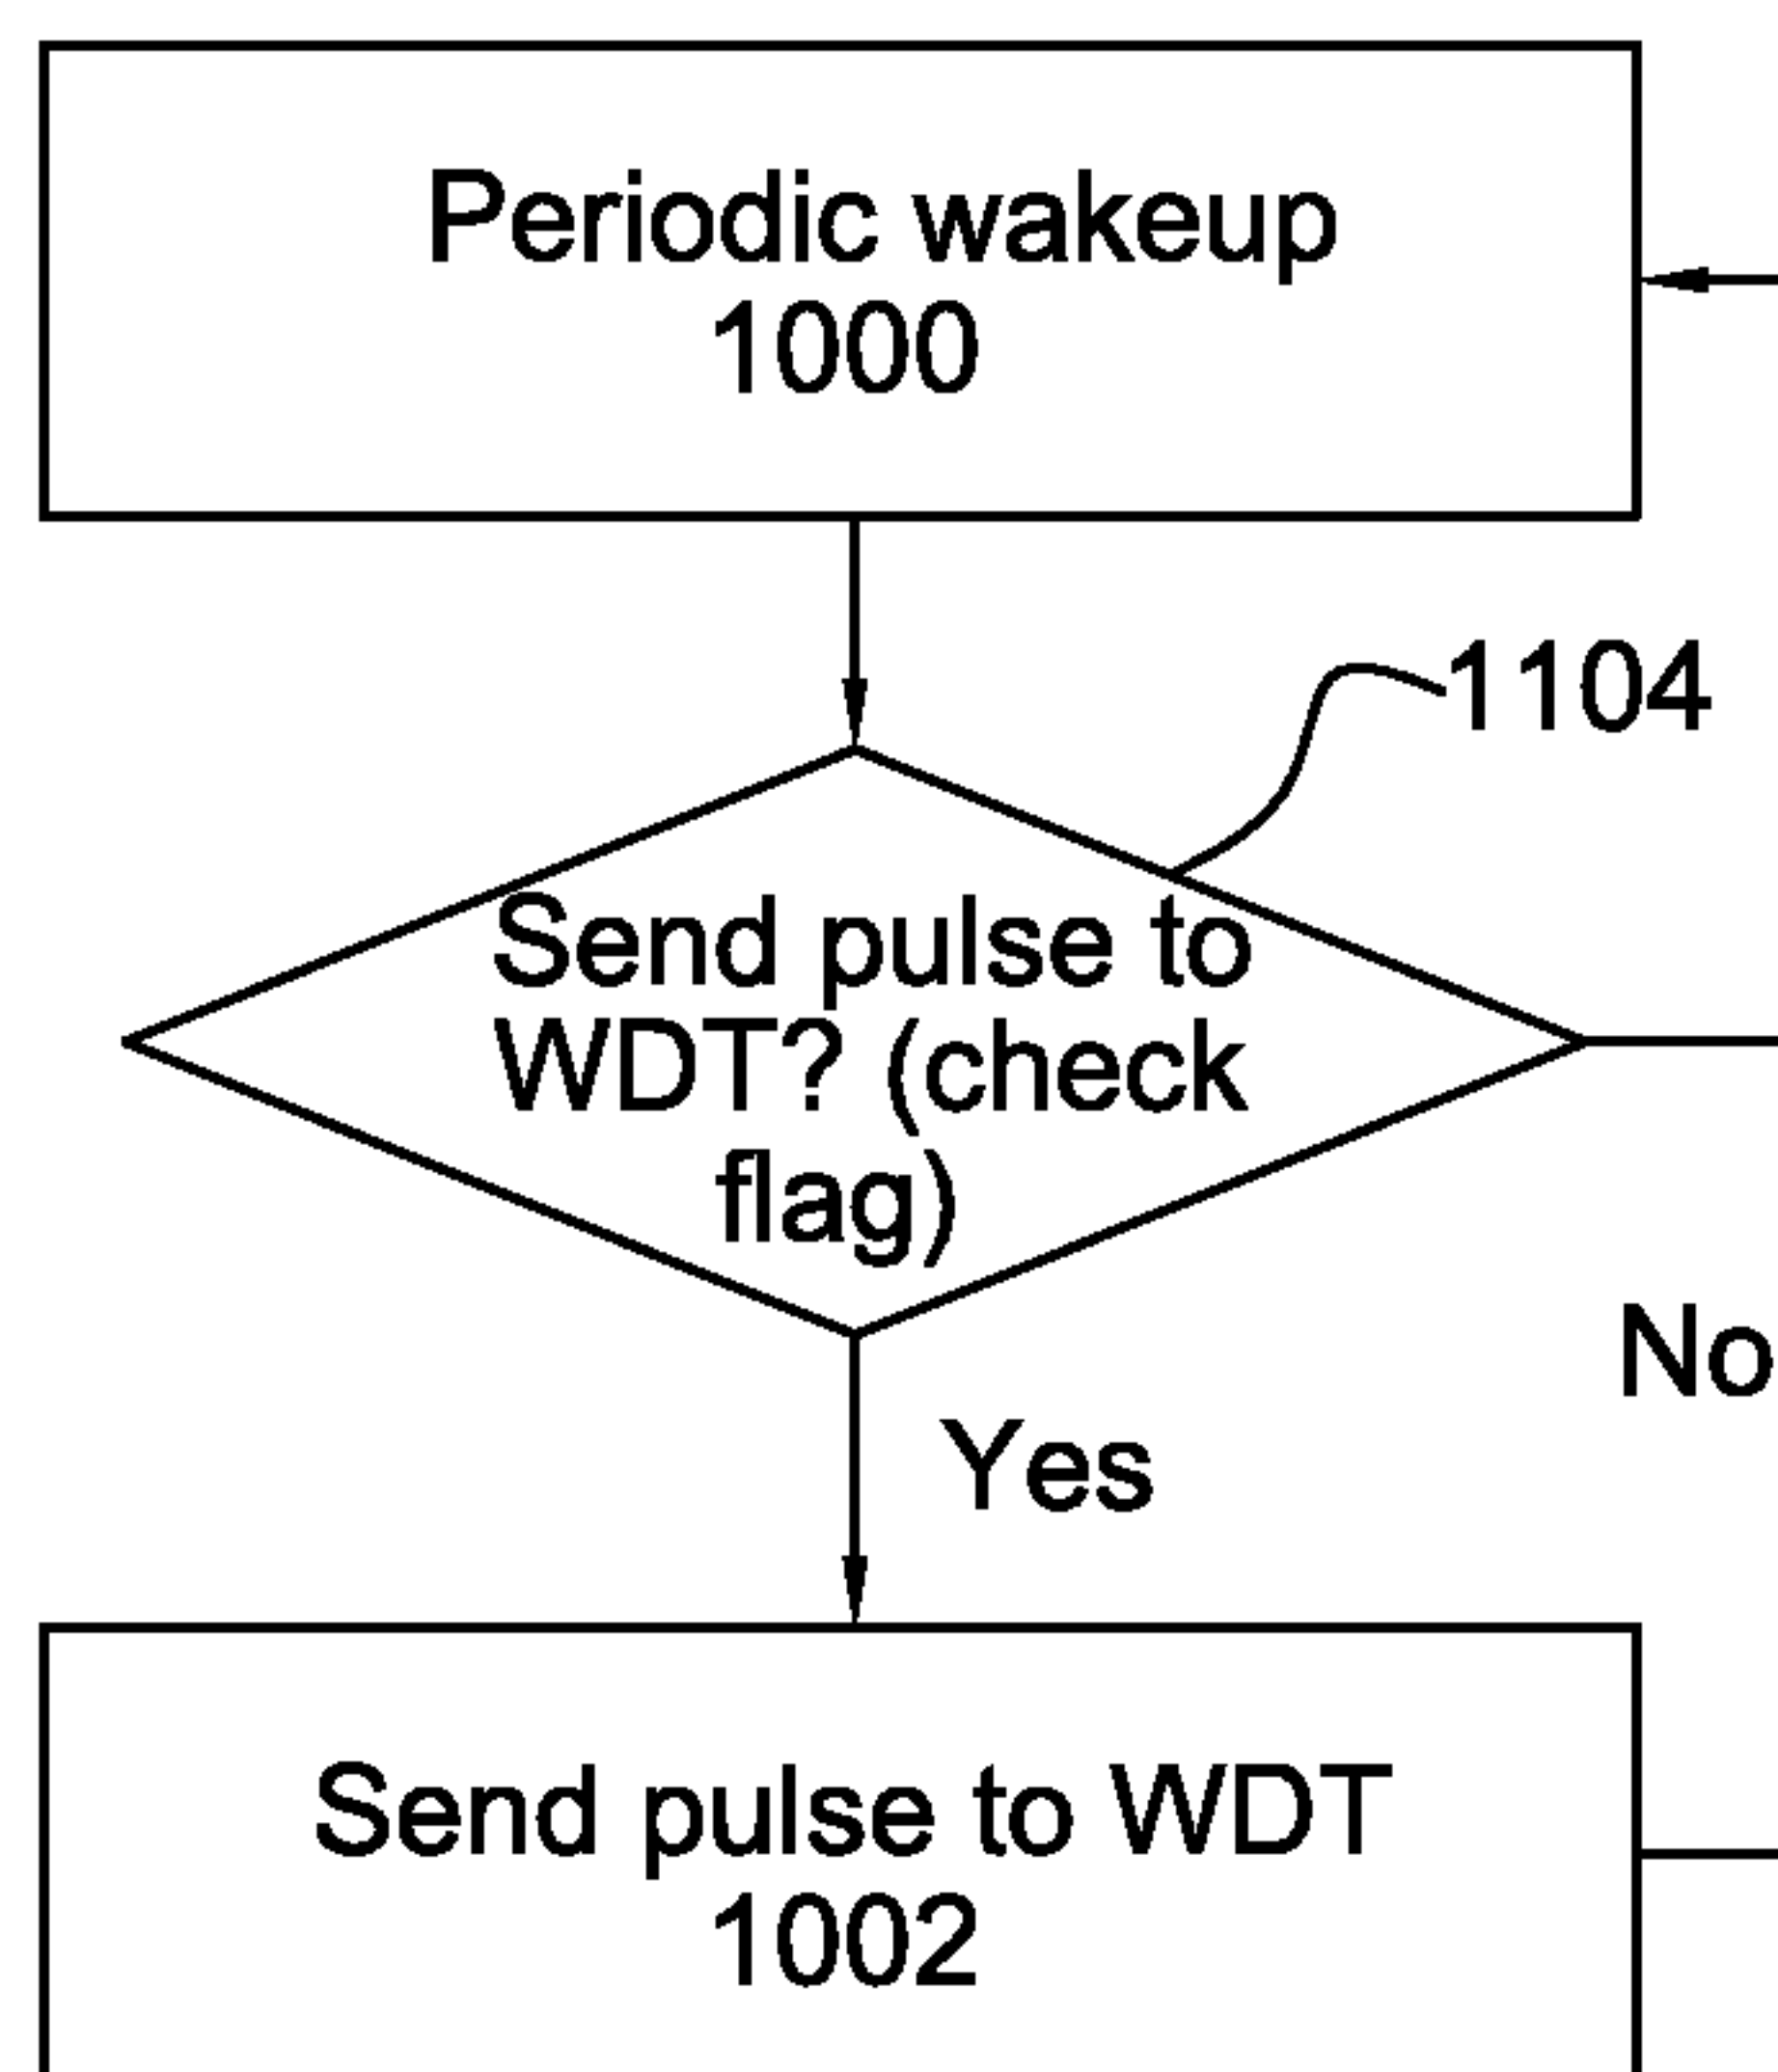 Periodic wakeup
1000
1104
Send pulse to
WDT? (check
flag)
No
Yes
Send pulse to WDT
1002